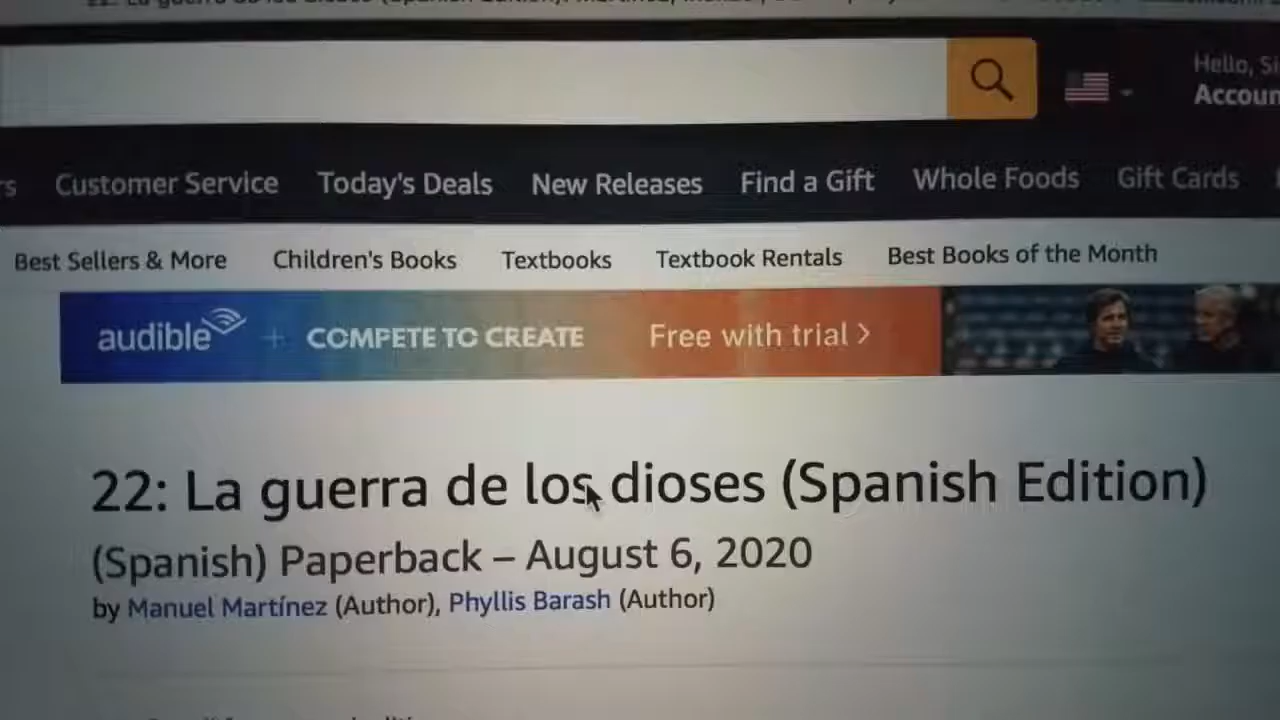 Hello, Si
Accoun
rs Customer Service Today's Deals New Releases Find a Gift Whole Foods Gift Cards
Best Sellers & More Children's Books Textbooks Textbook Rentals Best Books of the Month
audible + COMPETE TO CREATE Free with trial >
22: La guerra de los dioses (Spanish Edition)
(Spanish) Paperback – August 6, 2020
by Manuel Martínez (Author), Phyllis Barash (Author)